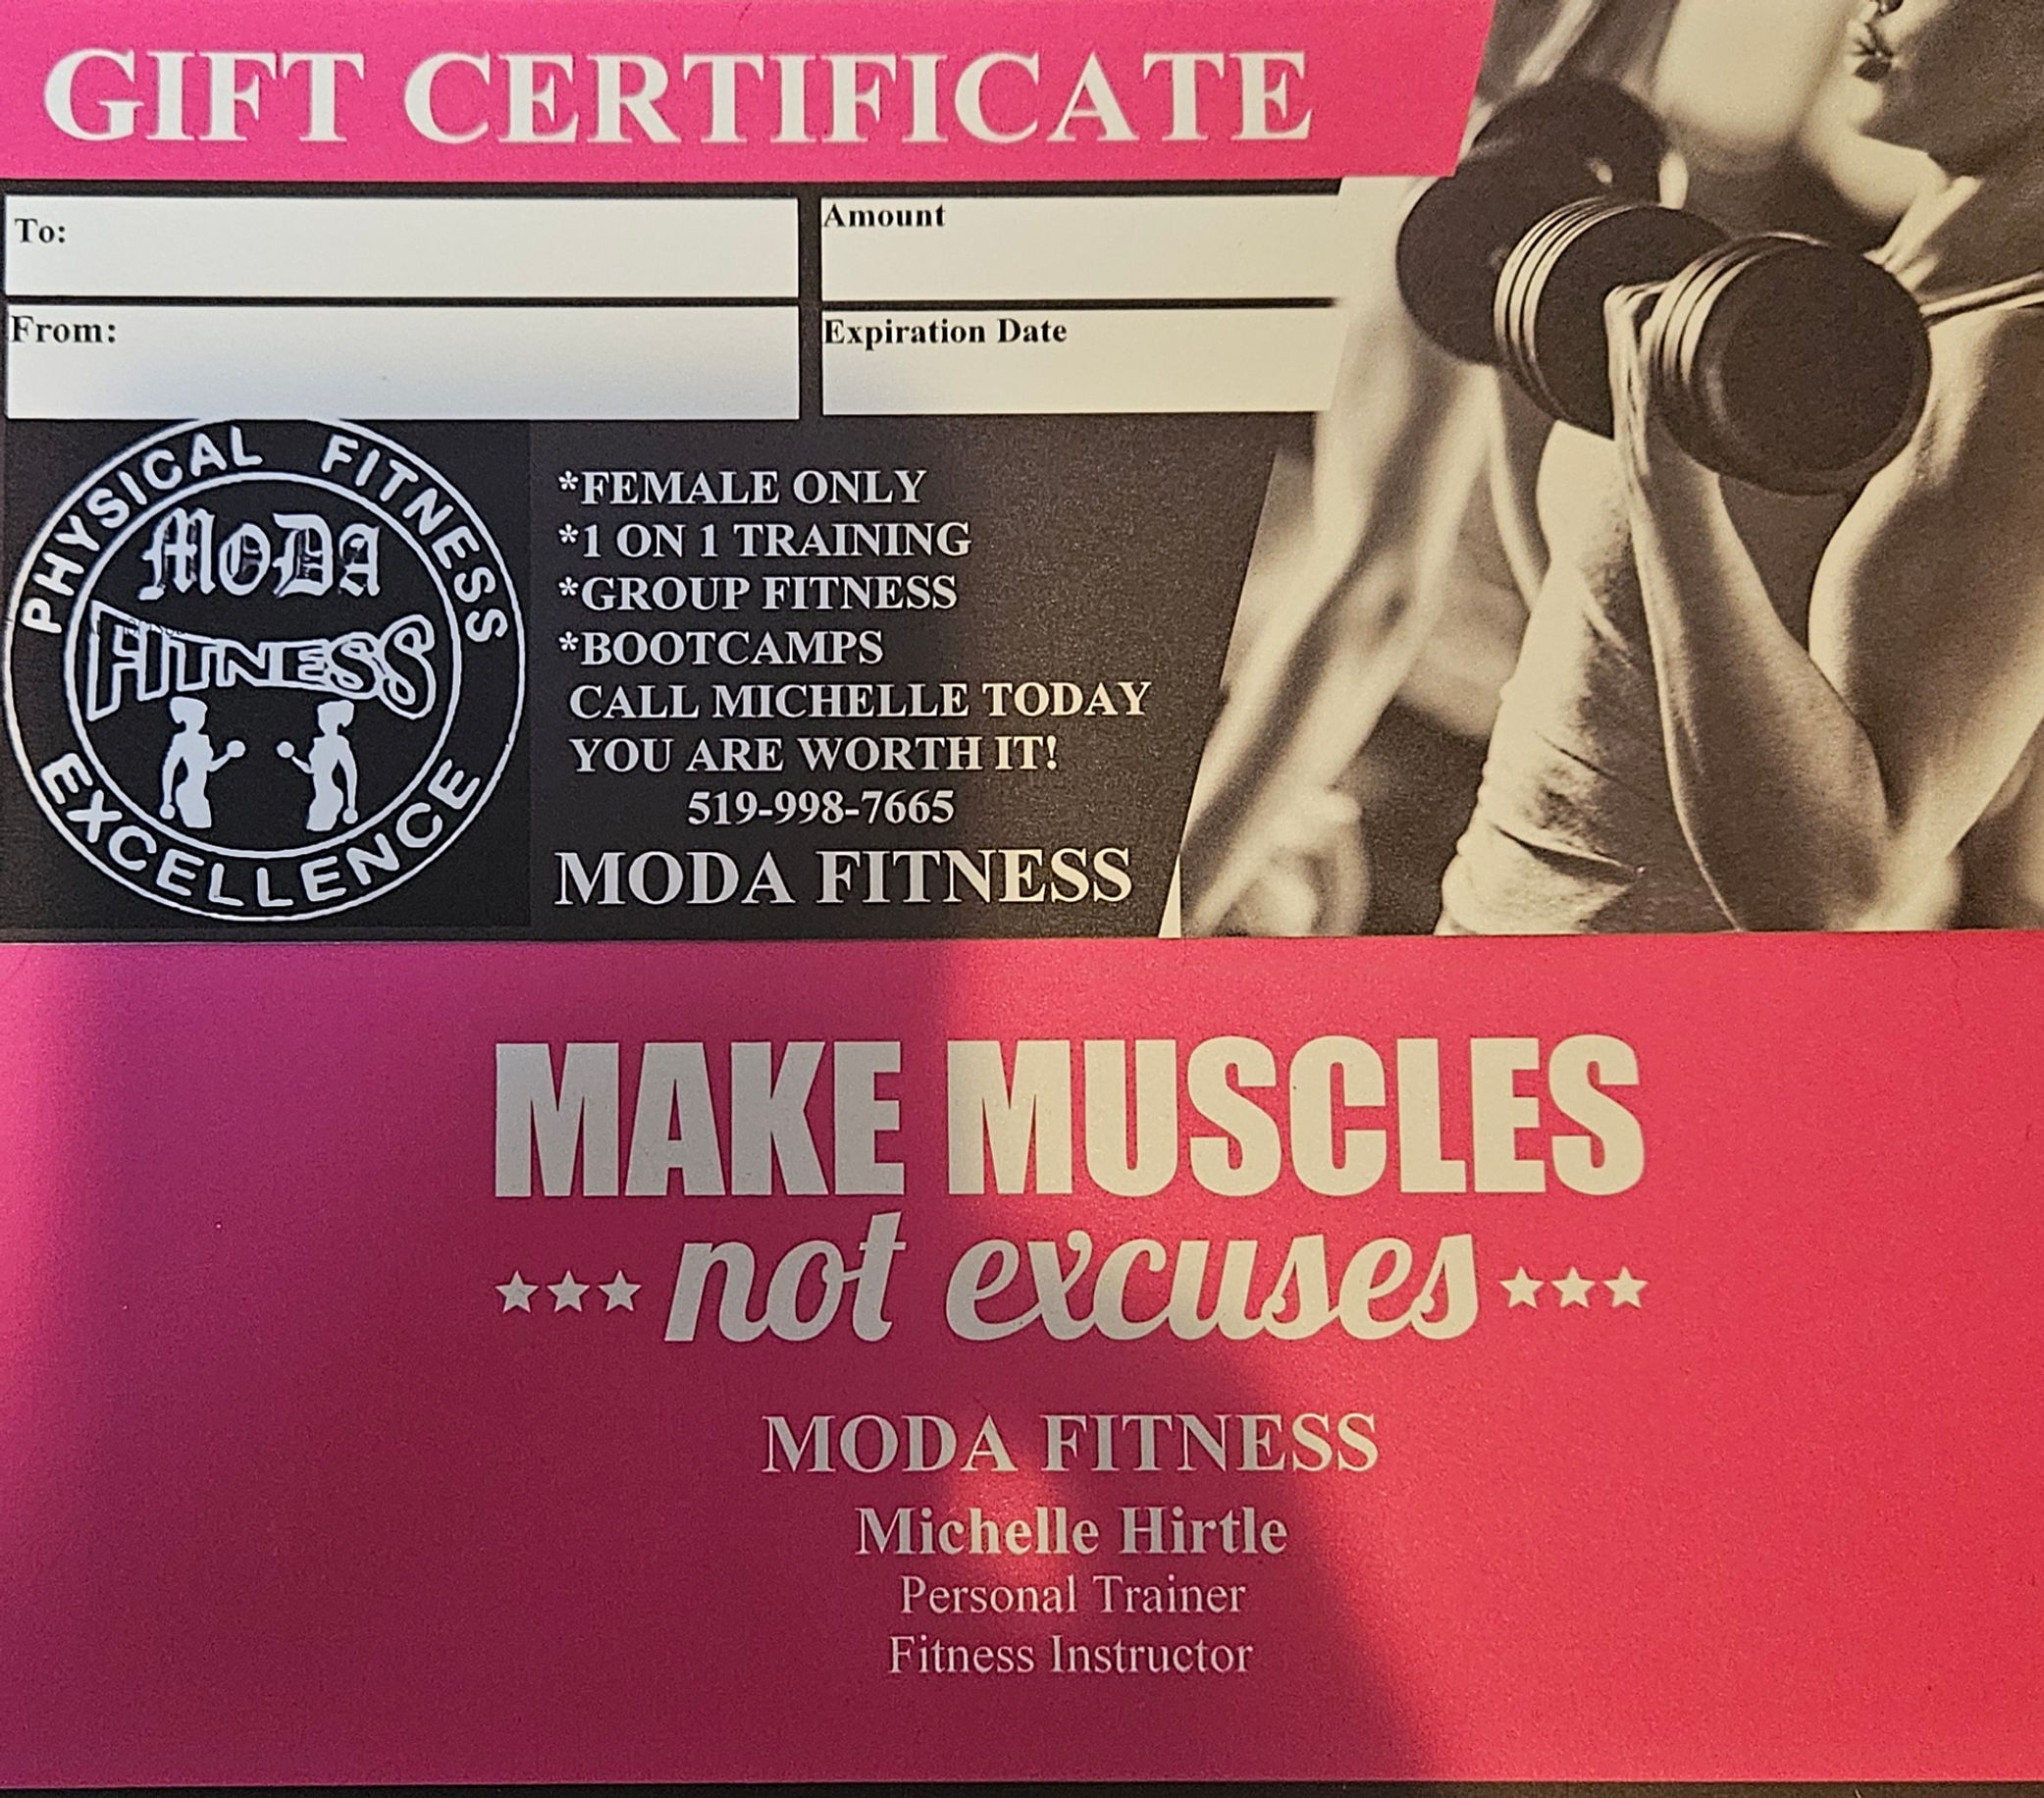 GIFT CERTIFICATE
To:
Amount
From:
Expiration Date
PHYSICAL FITNESS
MODA
FITNESS
EXCELLENCE
*FEMALE ONLY
*1 ON 1 TRAINING
*GROUP FITNESS
*BOOTCAMPS
CALL MICHELLE TODAY
YOU ARE WORTH IT!
519-998-7665
MODA FITNESS
MAKE MUSCLES
not excuses
MODA FITNESS
Michelle Hirtle
Personal Trainer
Fitness Instructor